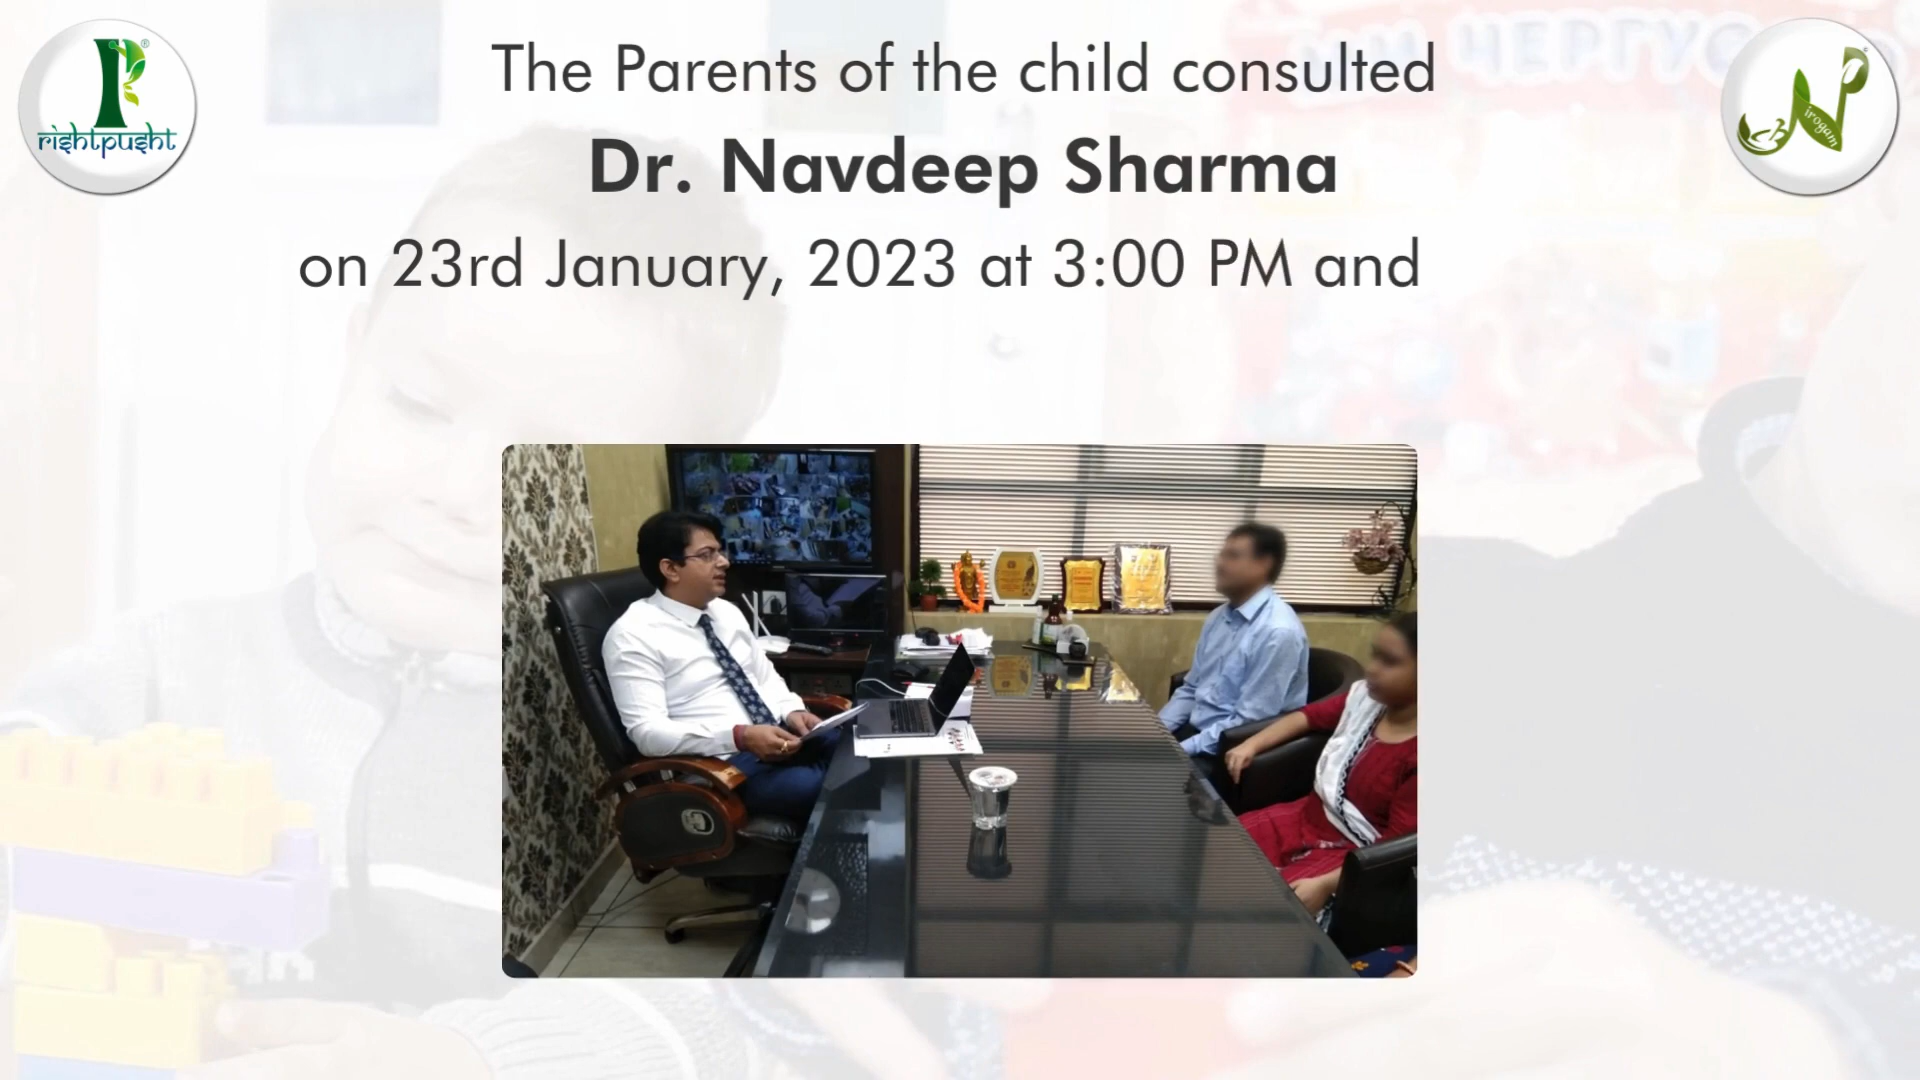 rishtpusht
The Parents of the child consulted
Dr. Navdeep Sharma
on 23rd January, 2023 at 3:00 PM and
Nirogam